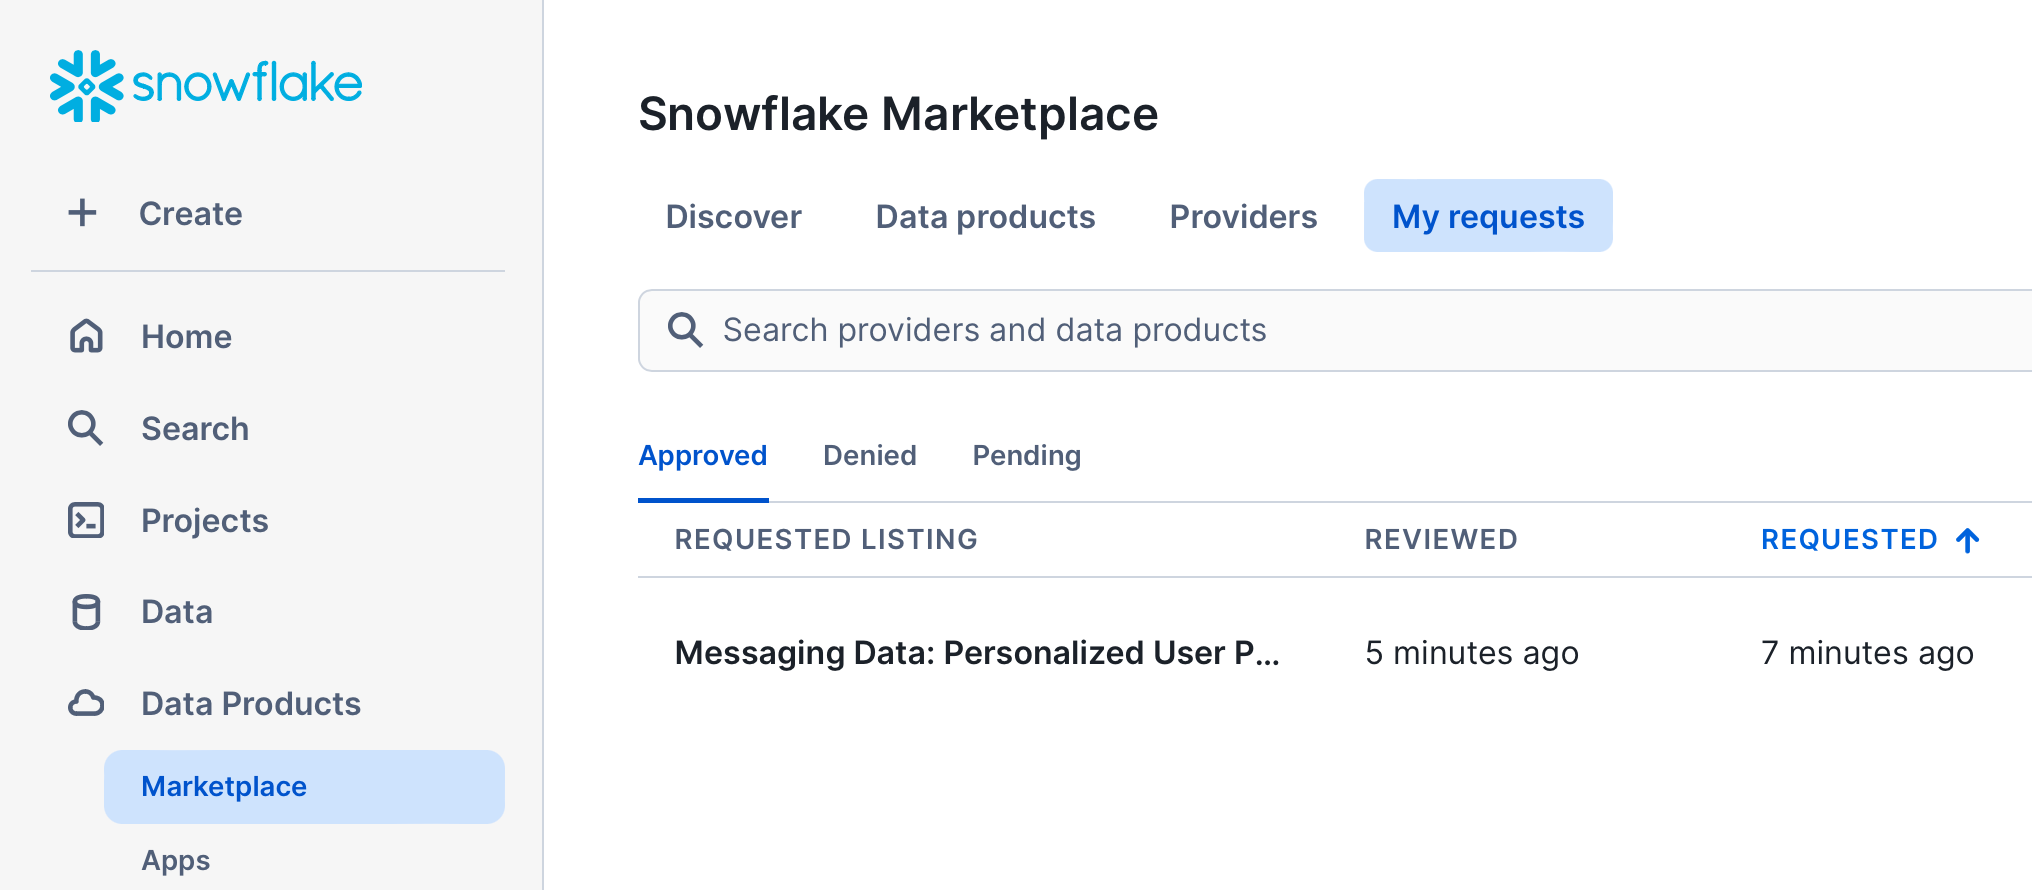 snowflake
Create
Home
Search
Projects
Data
Data Products
Marketplace
Apps
Snowflake Marketplace
Discover Data products Providers My requests
Search providers and data products
Approved Denied Pending
REQUESTED LISTING REVIEWED REQUESTED
Messaging Data: Personalized User P... 5 minutes ago 7 minutes ago